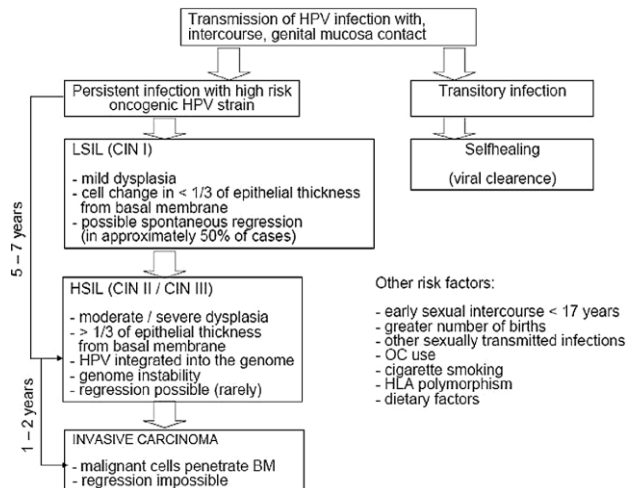 Transmission of HPV infection with,
intercourse, genital mucosa contact
Persistent infection with high risk
oncogenic HPV strain
Transitory infection
LSIL (CIN I)
- mild dysplasia
- cell change in < 1/3 of epithelial thickness
from basal membrane
- possible spontaneous regression
(in approximately 50% of cases)
Selfhealing
(viral clearence)
5 – 7 years
HSIL (CIN II / CIN III)
- moderate / severe dysplasia
- > 1/3 of epithelial thickness
from basal membrane
- HPV integrated into the genome
- genome instability
- regression possible (rarely)
Other risk factors:
- early sexual intercourse < 17 years
- greater number of births
- other sexually transmitted infections
- OC use
- cigarette smoking
- HLA polymorphism
- dietary factors
1 – 2 years
INVASIVE CARCINOMA
- malignant cells penetrate BM
- regression impossible